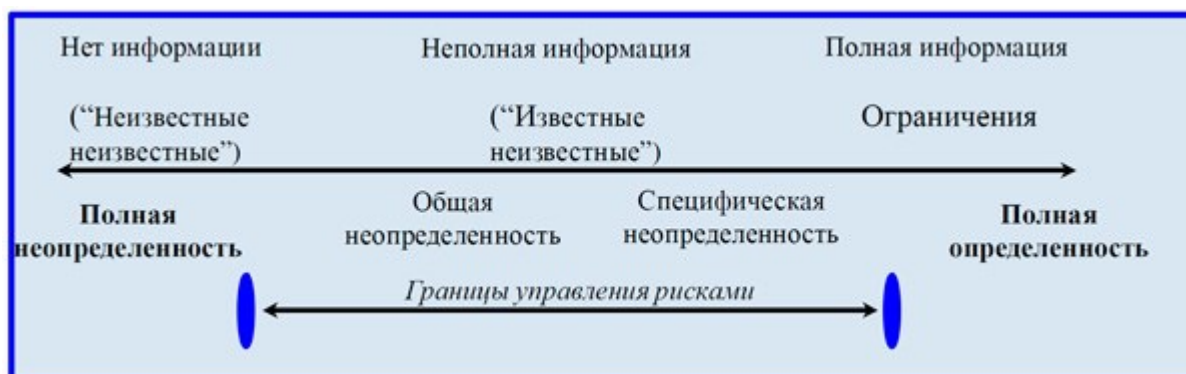 Нет информации
Неполная информация
Полная информация
(“Неизвестные
неизвестные”)
(“Известные
неизвестные”)
Ограничения
Полная
неопределенность
Общая
неопределенность
Специфическая
неопределенность
Полная
определенность
Границы управления рисками